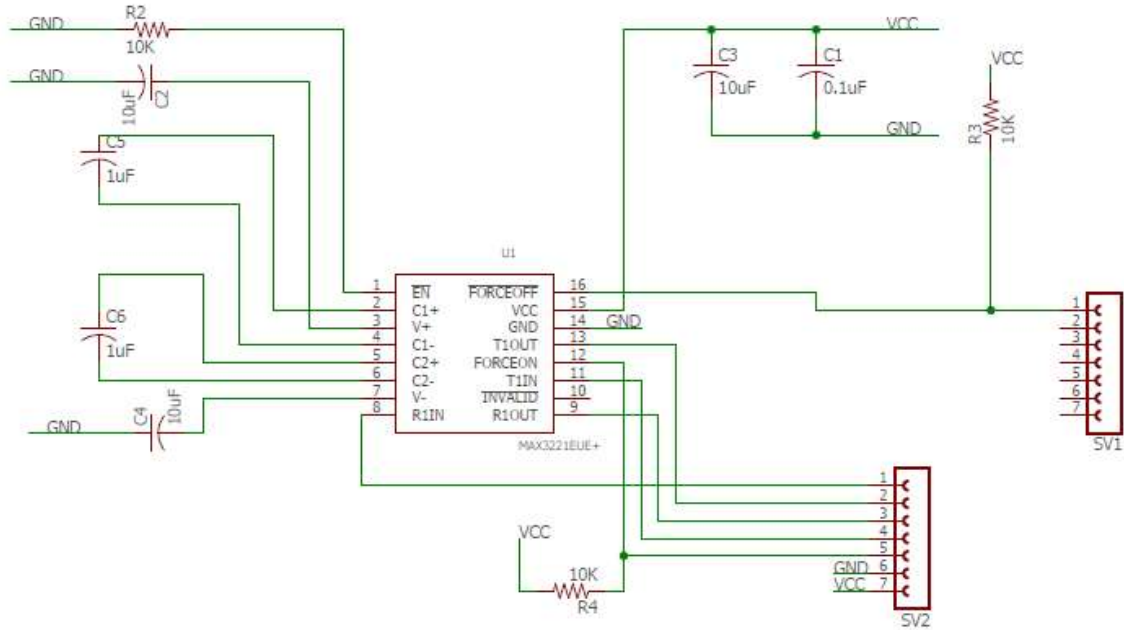 GND
R2
10K
GND
10uF
C2
C5
1uF
C6
1uF
GND
C4
10uF
VCC
C3
10uF
C1
0.1uF
GND
VCC
R3
10K
U1
1 EN FORCEOFF 16
2 C1+ VCC 15
3 V+ GND 14 GND
4 C1- T1OUT 13
5 C2+ FORCEON 12
6 C2- T1IN 11
7 V- INVALID 10
8 R1IN R1OUT 9
MAX3221EUE+
1
2
3
4
5
6
7
SV1
1
2
3
4
5
GND 6
VCC 7
SV2
VCC
10K
R4